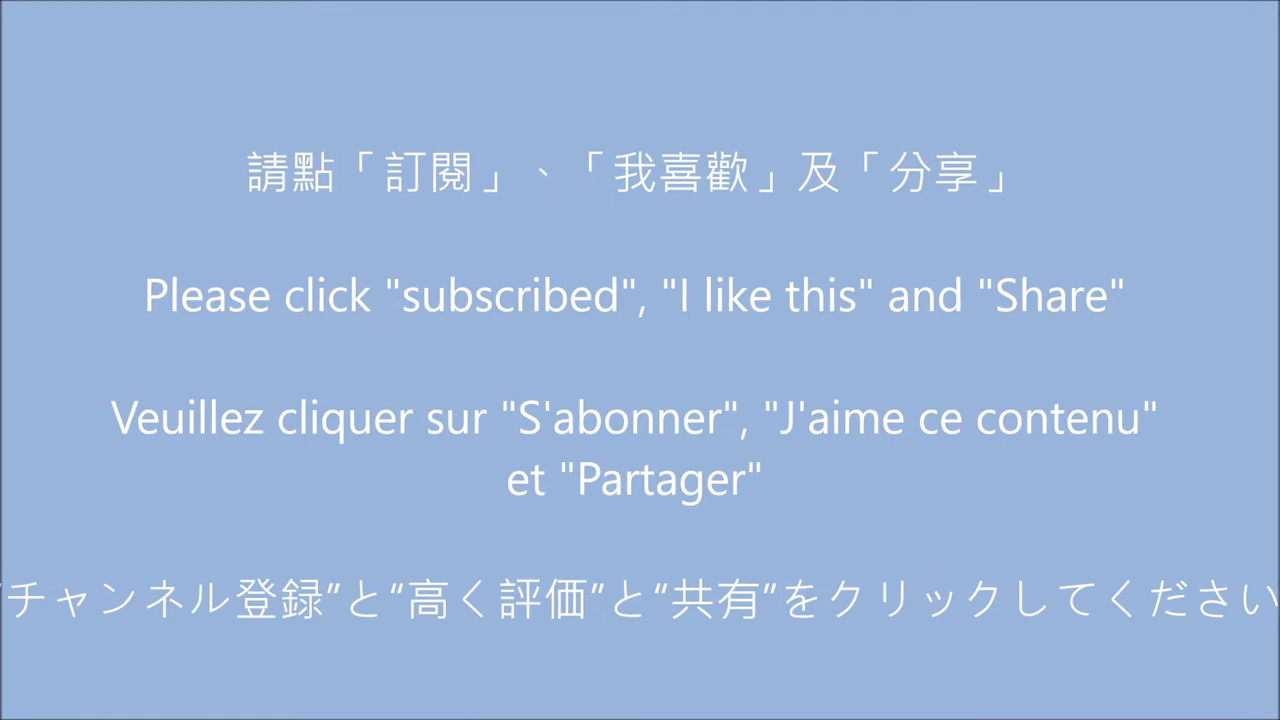 請點「訂閱」、「我喜歡」及「分享」
Please click "subscribed", "I like this" and "Share"
Veuillez cliquer sur "S'abonner", "J'aime ce contenu"
et "Partager"
“チャンネル登録”と“高く評価”と“共有”をクリックしてください